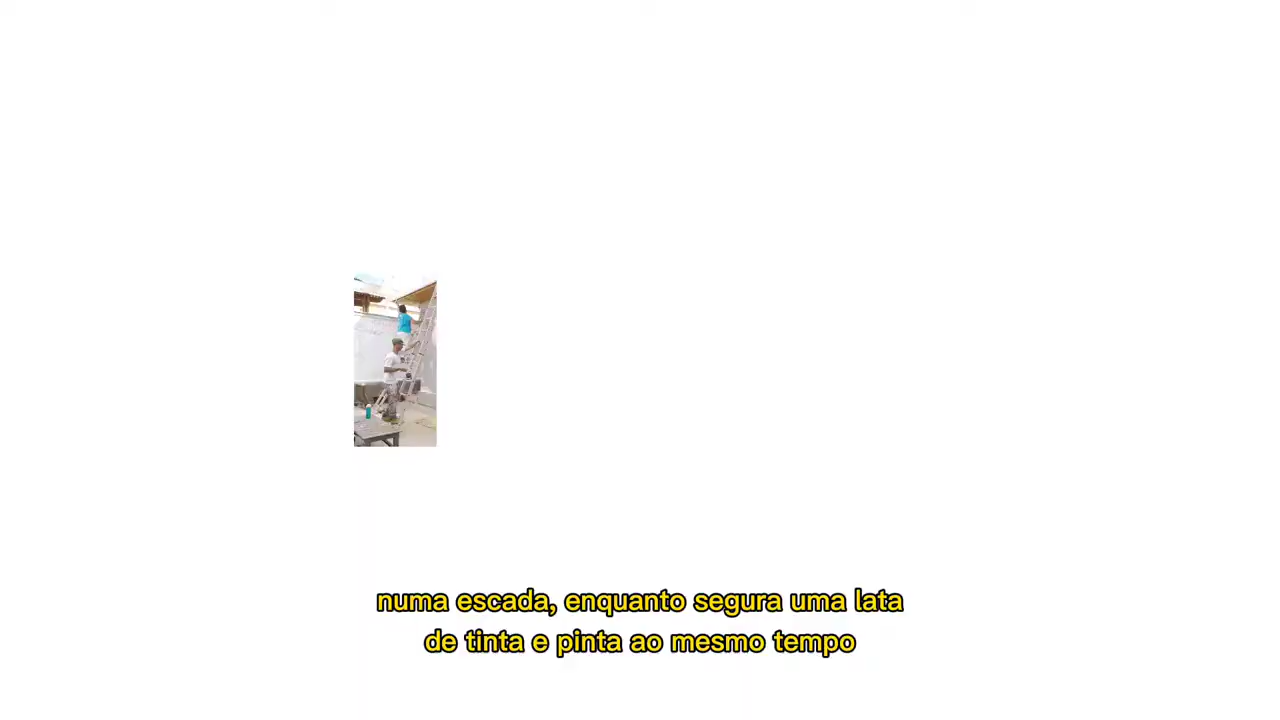 numa escada, enquanto segura uma lata
de tinta e pinta ao mesmo tempo